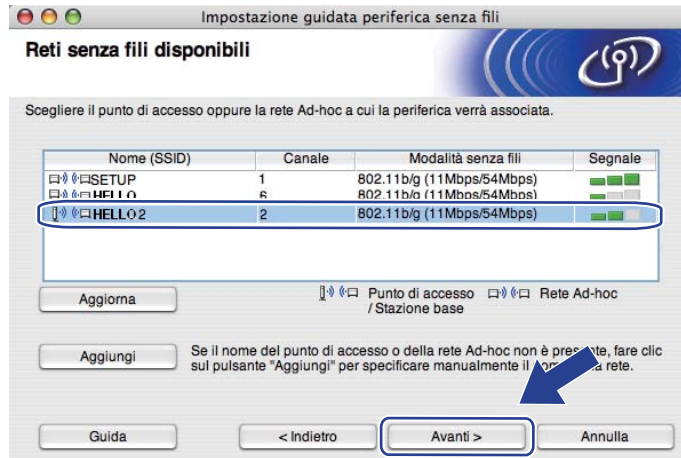 Impostazione guidata periferica senza fili
Reti senza fili disponibili
Scegliere il punto di accesso oppure la rete Ad-hoc a cui la periferica verrà associata.
Nome (SSID) Canale Modalità senza fili Segnale
SETUP 1 802.11b/g (11Mbps/54Mbps)
HELLO 6 802.11b/g (11Mbps/54Mbps)
HELLO2 2 802.11b/g (11Mbps/54Mbps)
Aggiorna
Punto di accesso Rete Ad-hoc
/ Stazione base
Aggiungi
Se il nome del punto di accesso o della rete Ad-hoc non è presente, fare clic
sul pulsante "Aggiungi" per specificare manualmente il rete.
Guida < Indietro Avanti > Annulla